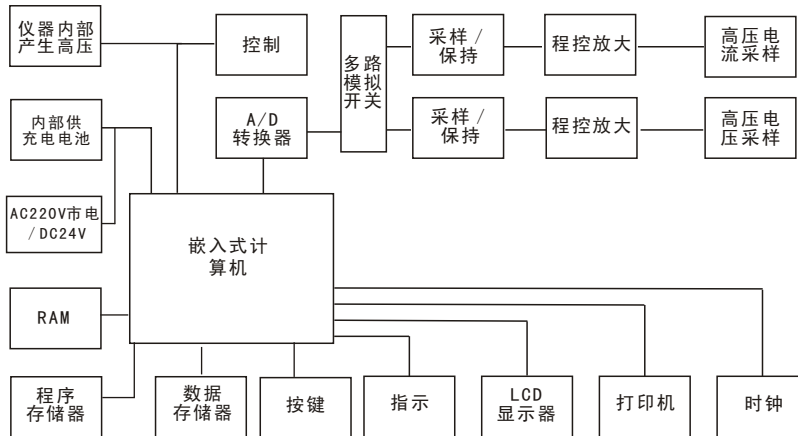 仪器内部
产生高压
控制
多路
模拟
开关
采样/
保持
程控放大
高压电
流采样
内部供
充电电池
A/D
转换器
采样/
保持
程控放大
高压电
压采样
AC220V市电
/DC24V
嵌入式计
算机
RAM
程序
存储器
数据
存储器
按键
指示
LCD
显示器
打印机
时钟